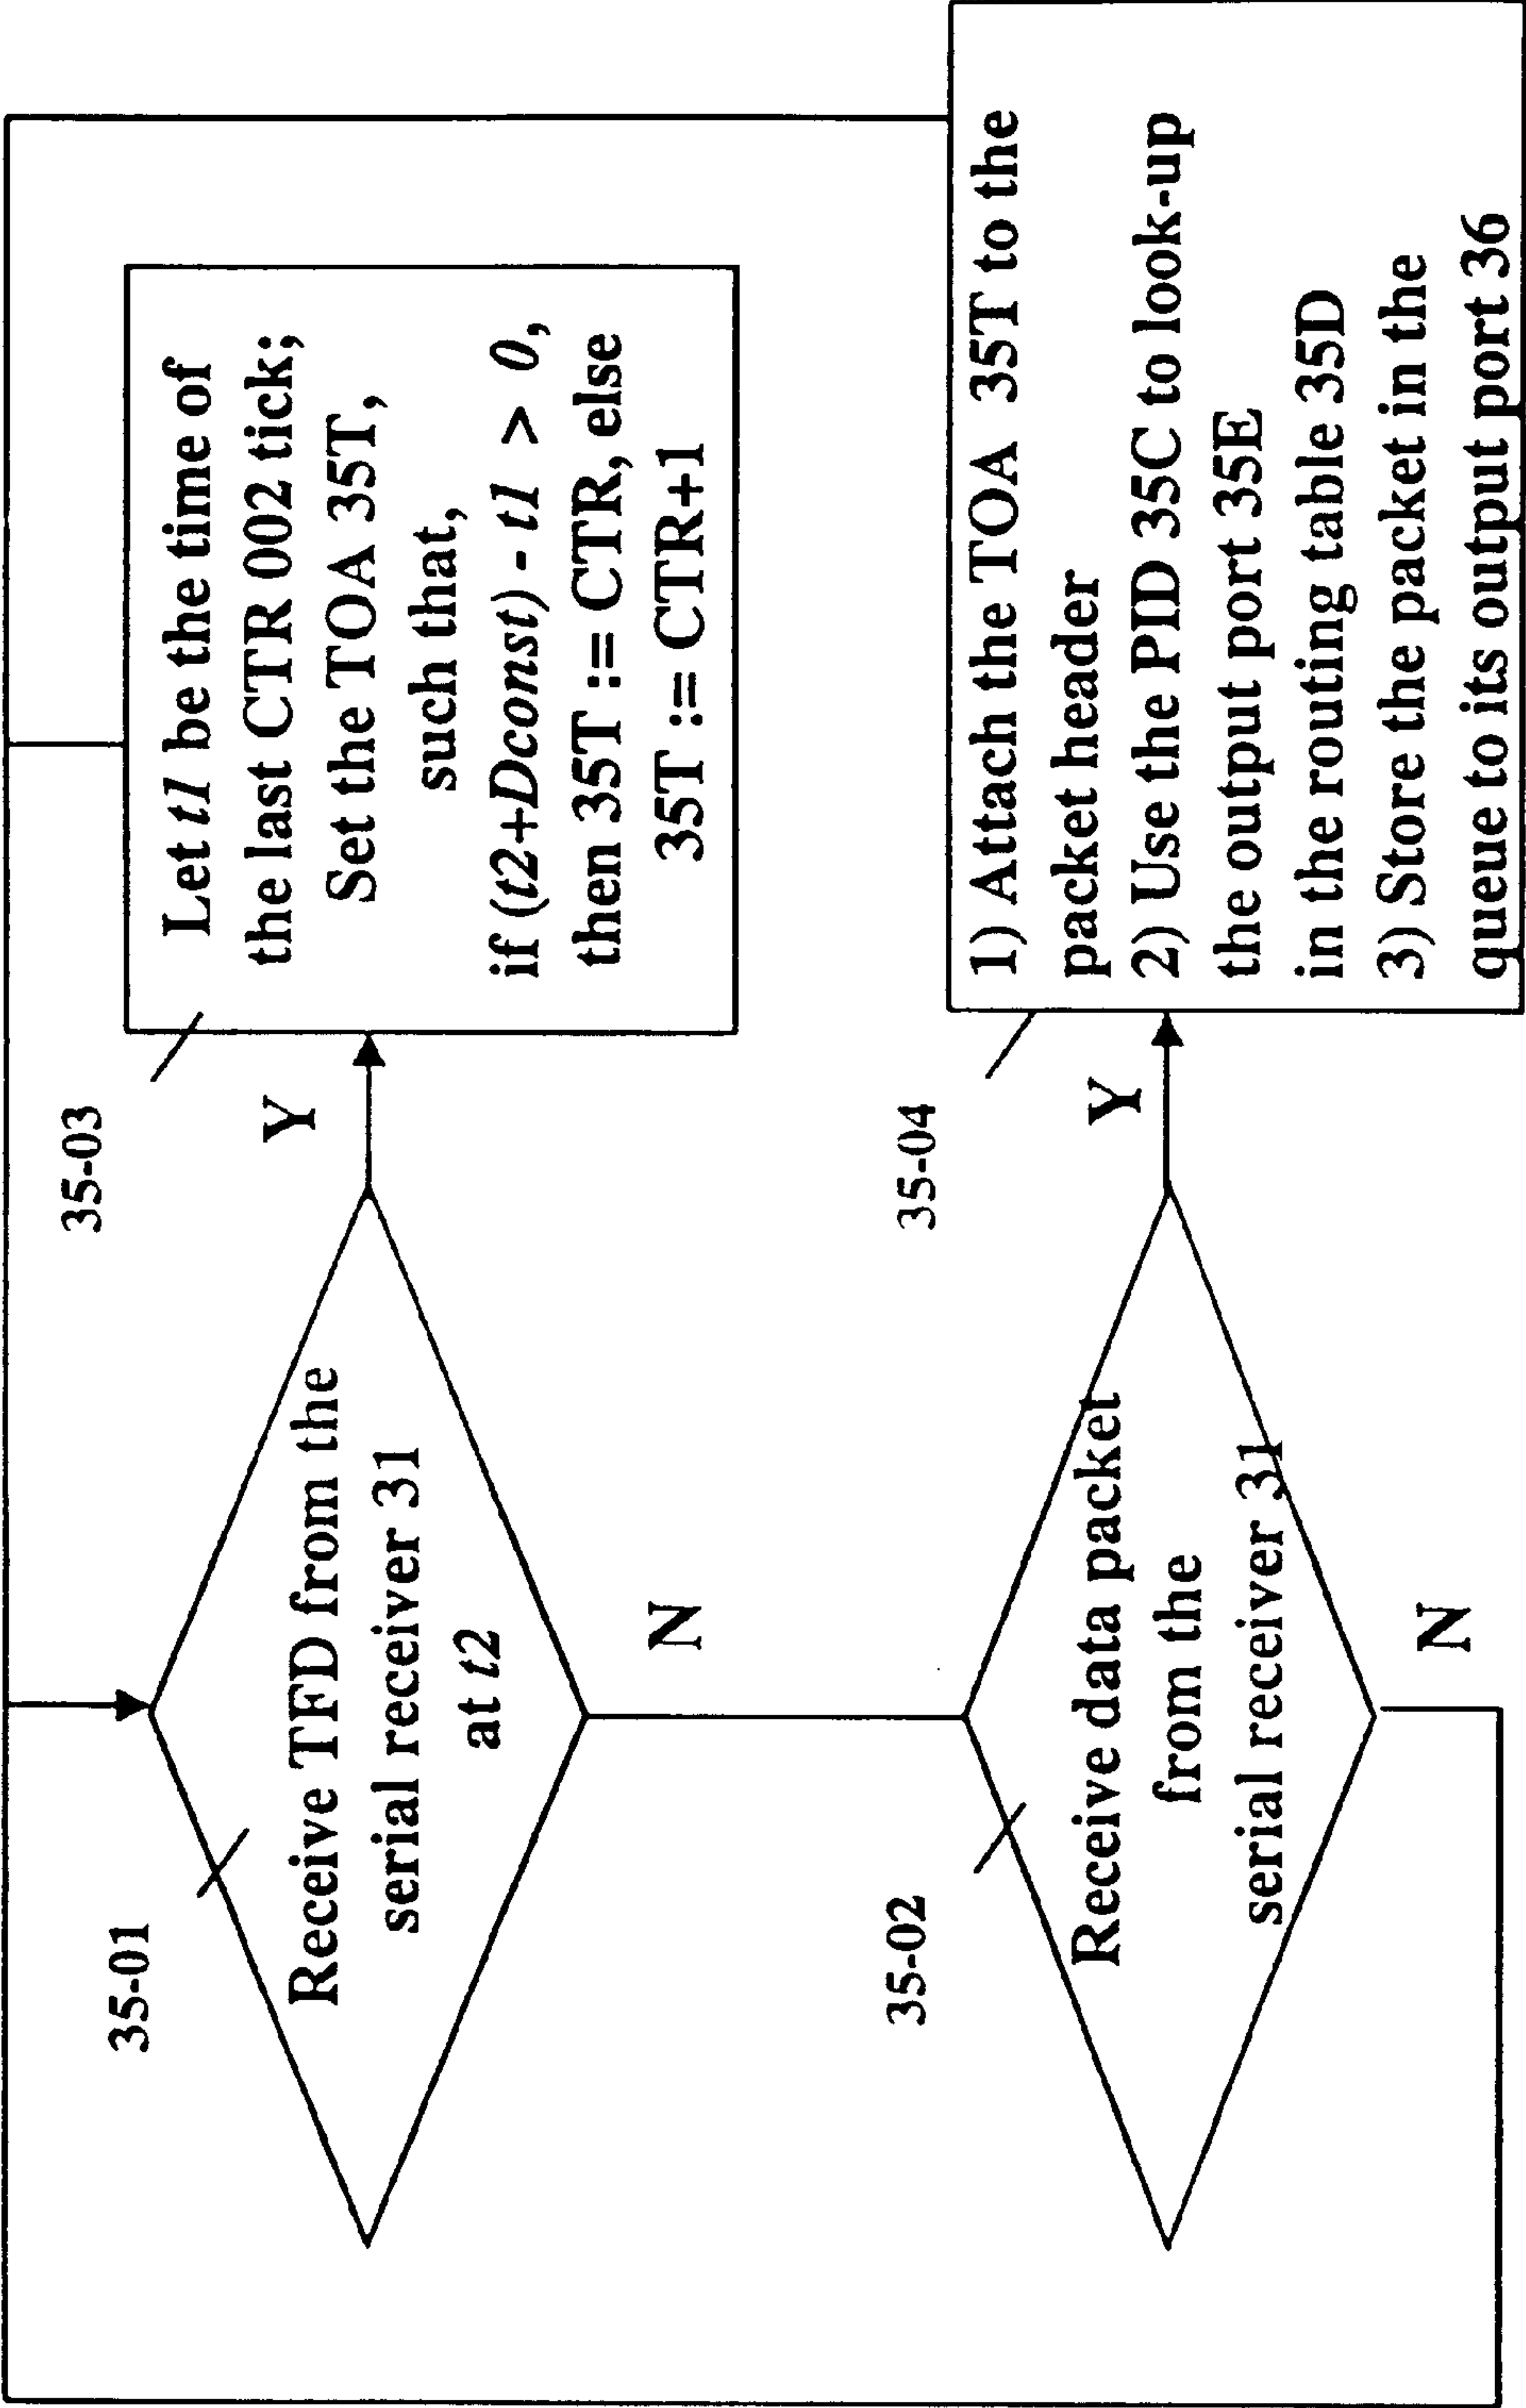 35-01
Receive TFD from the
serial receiver 31
at t2
Y
N
35-03
Let t1 be the time of
the last CTR 002 tick;
Set the TOA 35T,
such that,
if (t2+Dconst) - t1 > 0,
then 35T := CTR, else
35T := CTR+1
35-02
Receive data packet
from the
serial receiver 31
Y
N
35-04
1) Attach the TOA 35T to the
packet header
2) Use the PID 35C to look-up
the output port 35E
in the routing table 35D
3) Store the packet in the
queue to its output port 36